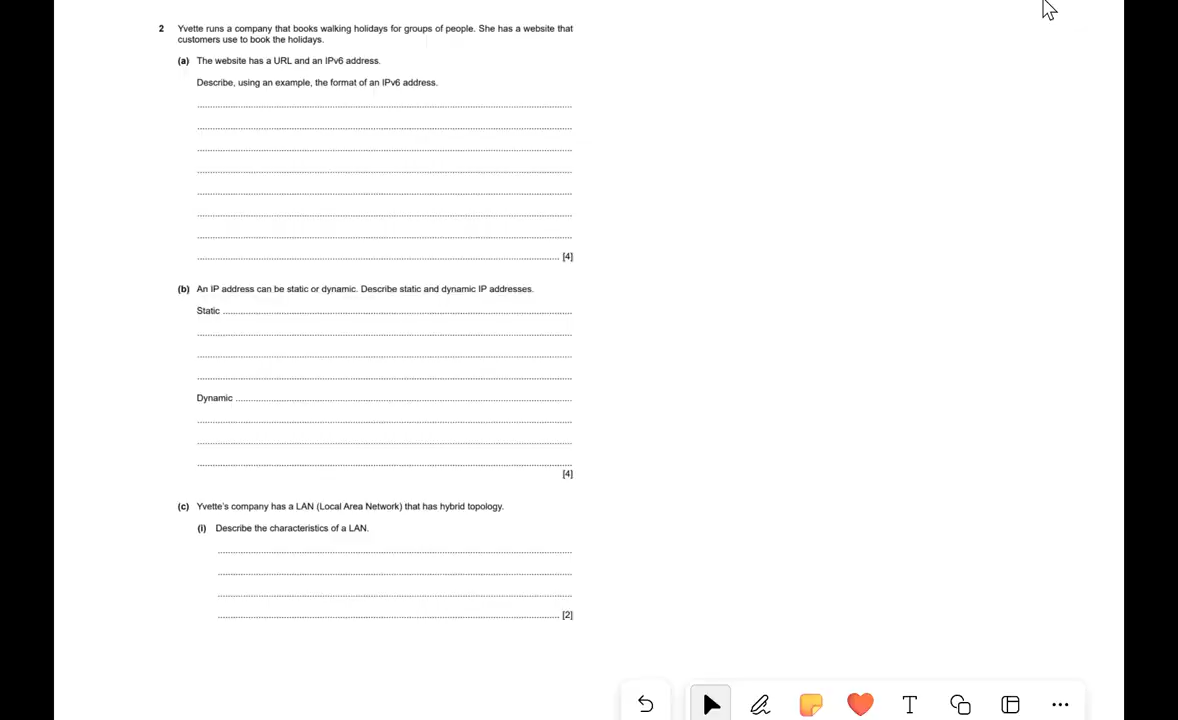 2 Yvette runs a company that books walking holidays for groups of people. She has a website that
customers use to book the holidays.
(a) The website has a URL and an IPv6 address.
Describe, using an example, the format of an IPv6 address.
[4]
(b) An IP address can be static or dynamic. Describe static and dynamic IP addresses.
Static
Dynamic
[4]
(c) Yvette's company has a LAN (Local Area Network) that has hybrid topology.
(i) Describe the characteristics of a LAN.
[2]
T